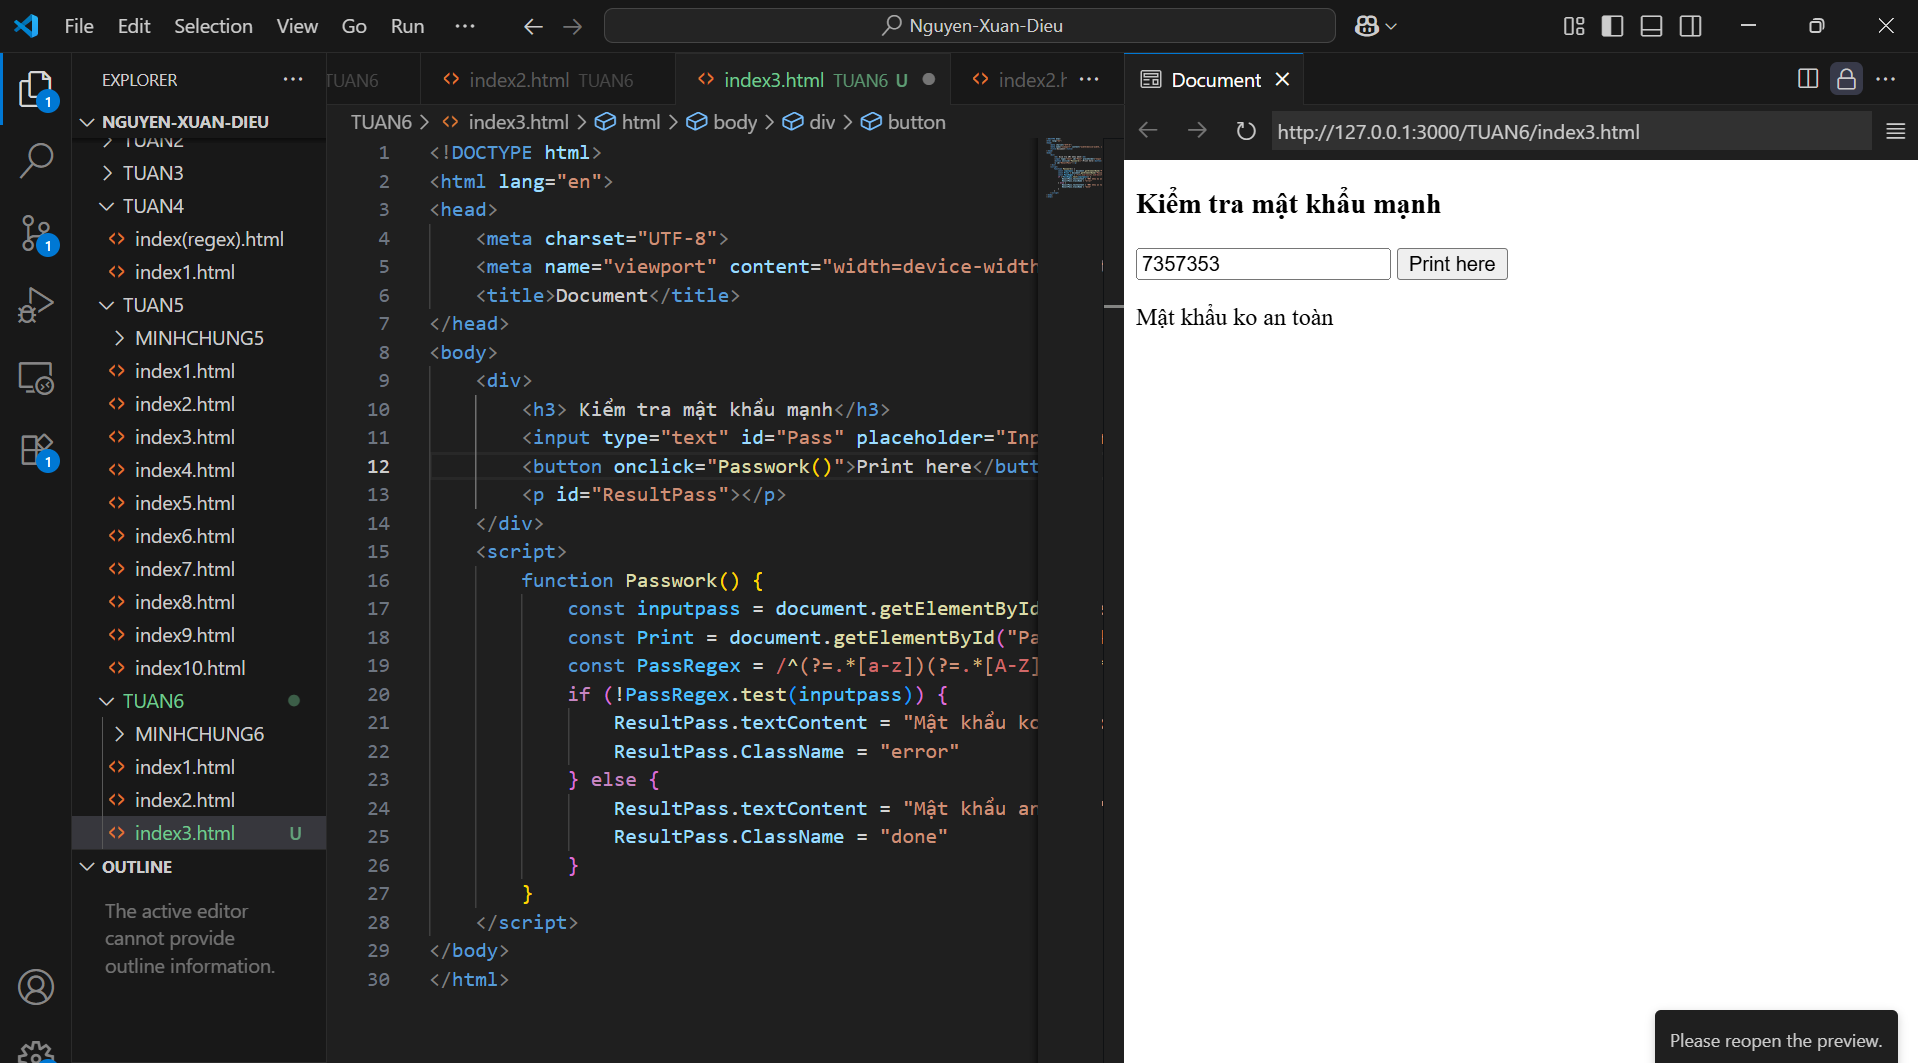 File Edit Selection View Go Run ··· Nguyen-Xuan-Dieu
EXPLORER ···
1
NGUYEN-XUAN-DIEU
TUAN2
TUAN3
TUAN4
index(regex).html
1
index1.html
TUAN5
MINHCHUNG5
index1.html
index2.html
index3.html
1
index4.html
index5.html
index6.html
index7.html
index8.html
index9.html
index10.html
TUAN6
MINHCHUNG6
index1.html
index2.html
index3.html U
OUTLINE
The active editor
cannot provide
outline information.
TUAN6 index2.html TUAN6 index3.html TUAN6 U index2.h ···
TUAN6 > index3.html > html > body > div > button
1 <!DOCTYPE html>
2 <html lang="en">
3 <head>
4 <meta charset="UTF-8">
5 <meta name="viewport" content="width=device-width
6 <title>Document</title>
7 </head>
8 <body>
9 <div>
10 <h3> Kiểm tra mật khẩu mạnh</h3>
11 <input type="text" id="Pass" placeholder="Inp
12 <button onclick="Passwork()">Print here</butt
13 <p id="ResultPass"></p>
14 </div>
15 <script>
16 function Passwork() {
17 const inputpass = document.getElementById
18 const Print = document.getElementById("Pa
19 const PassRegex = /^(?=.*[a-z])(?=.*[A-Z]
20 if (!PassRegex.test(inputpass)) {
21 ResultPass.textContent = "Mật khẩu ko
22 ResultPass.ClassName = "error"
23 } else {
24 ResultPass.textContent = "Mật khẩu an
25 ResultPass.ClassName = "done"
26 }
27 }
28 </script>
29 </body>
30 </html>
Document ···
http://127.0.0.1:3000/TUAN6/index3.html
Kiểm tra mật khẩu mạnh
7357353 Print here
Mật khẩu ko an toàn
Please reopen the preview.